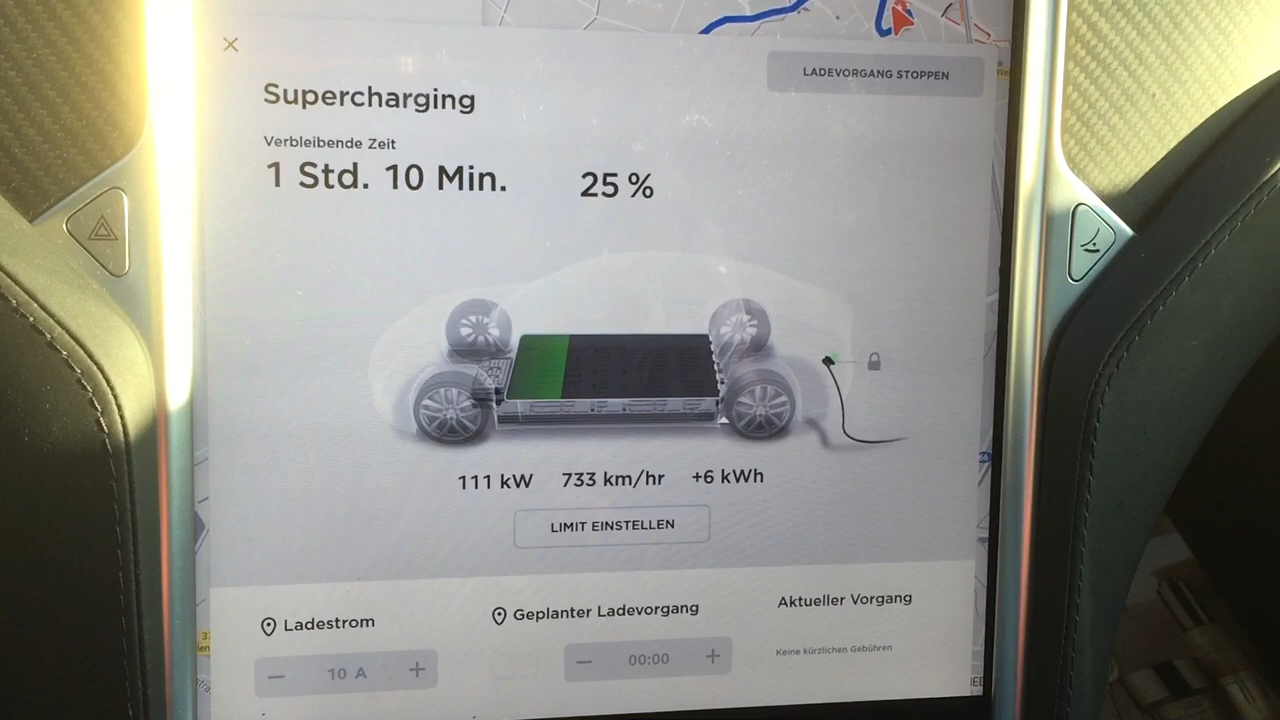 LADEVORGANG STOPPEN
Supercharging
Verbleibende Zeit
1 Std. 10 Min.
25 %
111 kW 733 km/hr +6 kWh
LIMIT EINSTELLEN
Ladestrom
Geplanter Ladevorgang
Aktueller Vorgang
10 A
00:00
Keine kürzlichen Gebühren